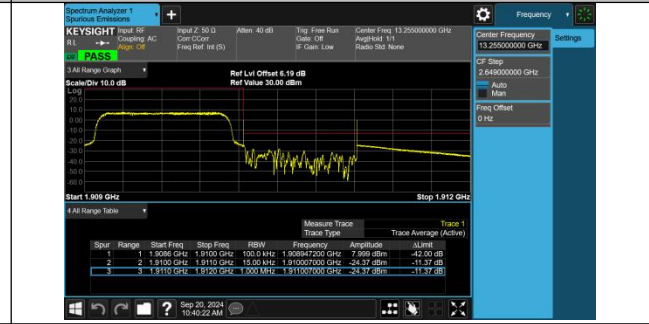 Spectrum Analyzer 1
Spurious Emissions
Frequency
KEYSIGHT
RL
Input: RF
Coupling: AC
Align: Off
Input Z: 50 Ω
Corr CCorr
Freq Ref: Int (S)
Atten: 40 dB
Trig: Free Run
Gate: Off
IF Gain: Low
Center Freq: 13.255000000 GHz
Avg|Hold: 1/1
Radio Std: None
PASS
Center Frequency
13.255000000 GHz
Settings
CF Step
2.649000000 GHz
Auto
Man
Freq Offset
0 Hz
3 All Range Graph
Scale/Div 10.0 dB
Ref Lvl Offset 6.19 dB
Ref Value 30.00 dBm
Log
20.0
10.0
0.00
-10.0
-20.0
-30.0
-40.0
-50.0
-60.0
Start 1.909 GHz
Stop 1.912 GHz
4 All Range Table
Measure Trace Trace 1
Trace Type Trace Average (Active)
Spur Range Start Freq Stop Freq RBW Frequency Amplitude ΔLimit
1 1 1.9086 GHz 1.9100 GHz 100.0 kHz 1.908947200 GHz 7.999 dBm -42.00 dB
2 2 1.9100 GHz 1.9110 GHz 15.00 kHz 1.910007000 GHz -24.37 dBm -11.37 dB
3 3 1.9110 GHz 1.9120 GHz 1.000 MHz 1.911007000 GHz -24.37 dBm -11.37 dB
Sep 20, 2024
10:40:22 AM